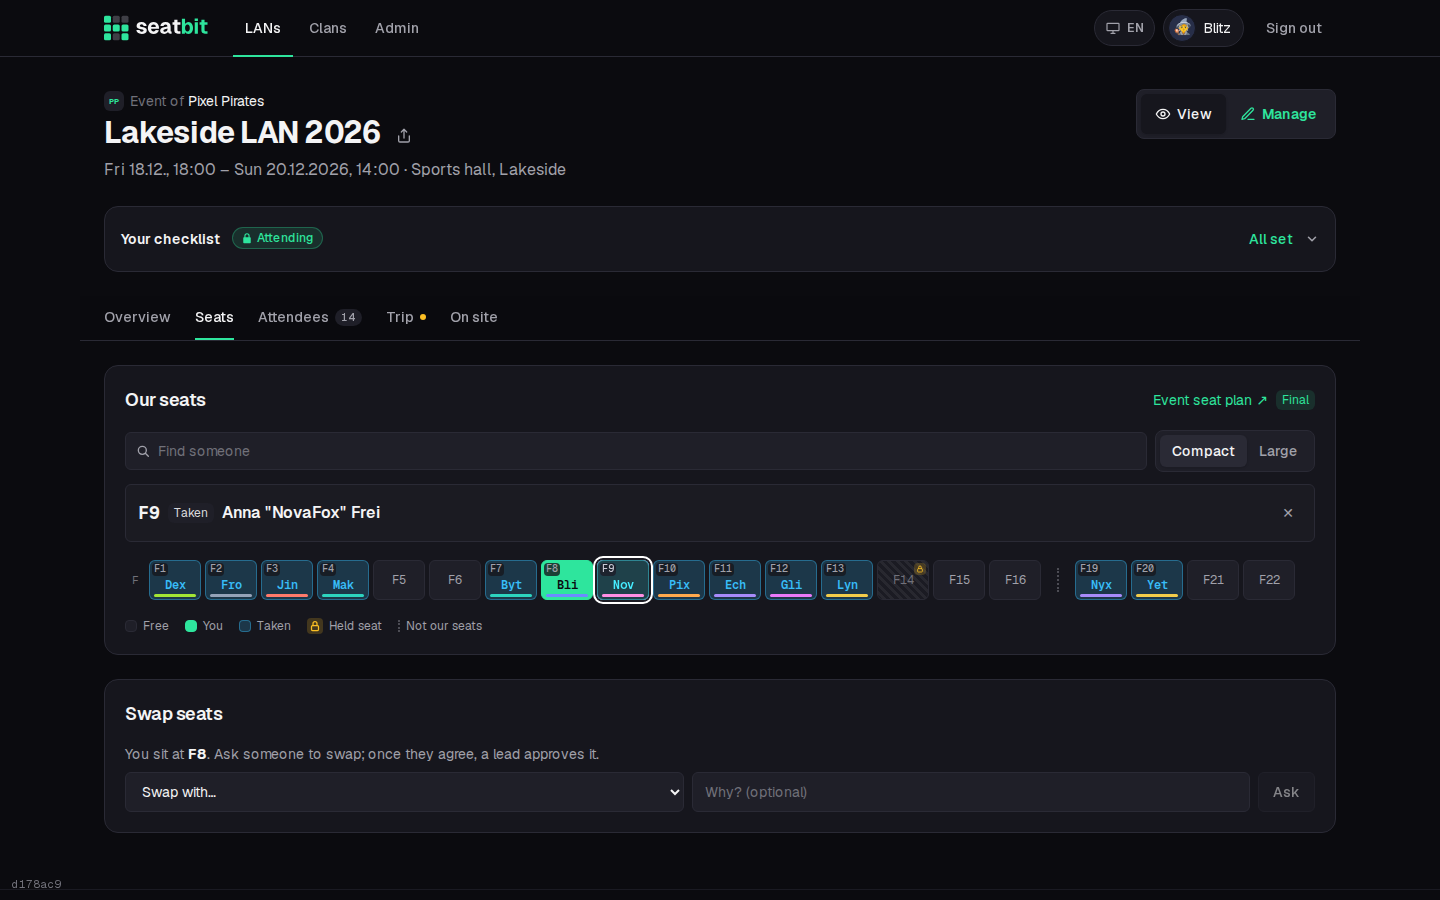 seatbit LANs Clans Admin EN Blitz Sign out
PP Event of Pixel Pirates
Lakeside LAN 2026
View Manage
Fri 18.12., 18:00 – Sun 20.12.2026, 14:00 · Sports hall, Lakeside
Your checklist Attending All set
Overview Seats Attendees 14 Trip On site
Our seats Event seat plan ↗ Final
Find someone Compact Large
F9 Taken Anna "NovaFox" Frei ×
F F1 Dex F2 Fro F3 Jin F4 Mak F5 F6 F7 Byt F8 Bli F9 Nov F10 Pix F11 Ech F12 Gli F13 Lyn F14 F15 F16 F19 Nyx F20 Yet F21 F22
Free You Taken Held seat Not our seats
Swap seats
You sit at F8. Ask someone to swap; once they agree, a lead approves it.
Swap with... Why? (optional) Ask
d178ac9